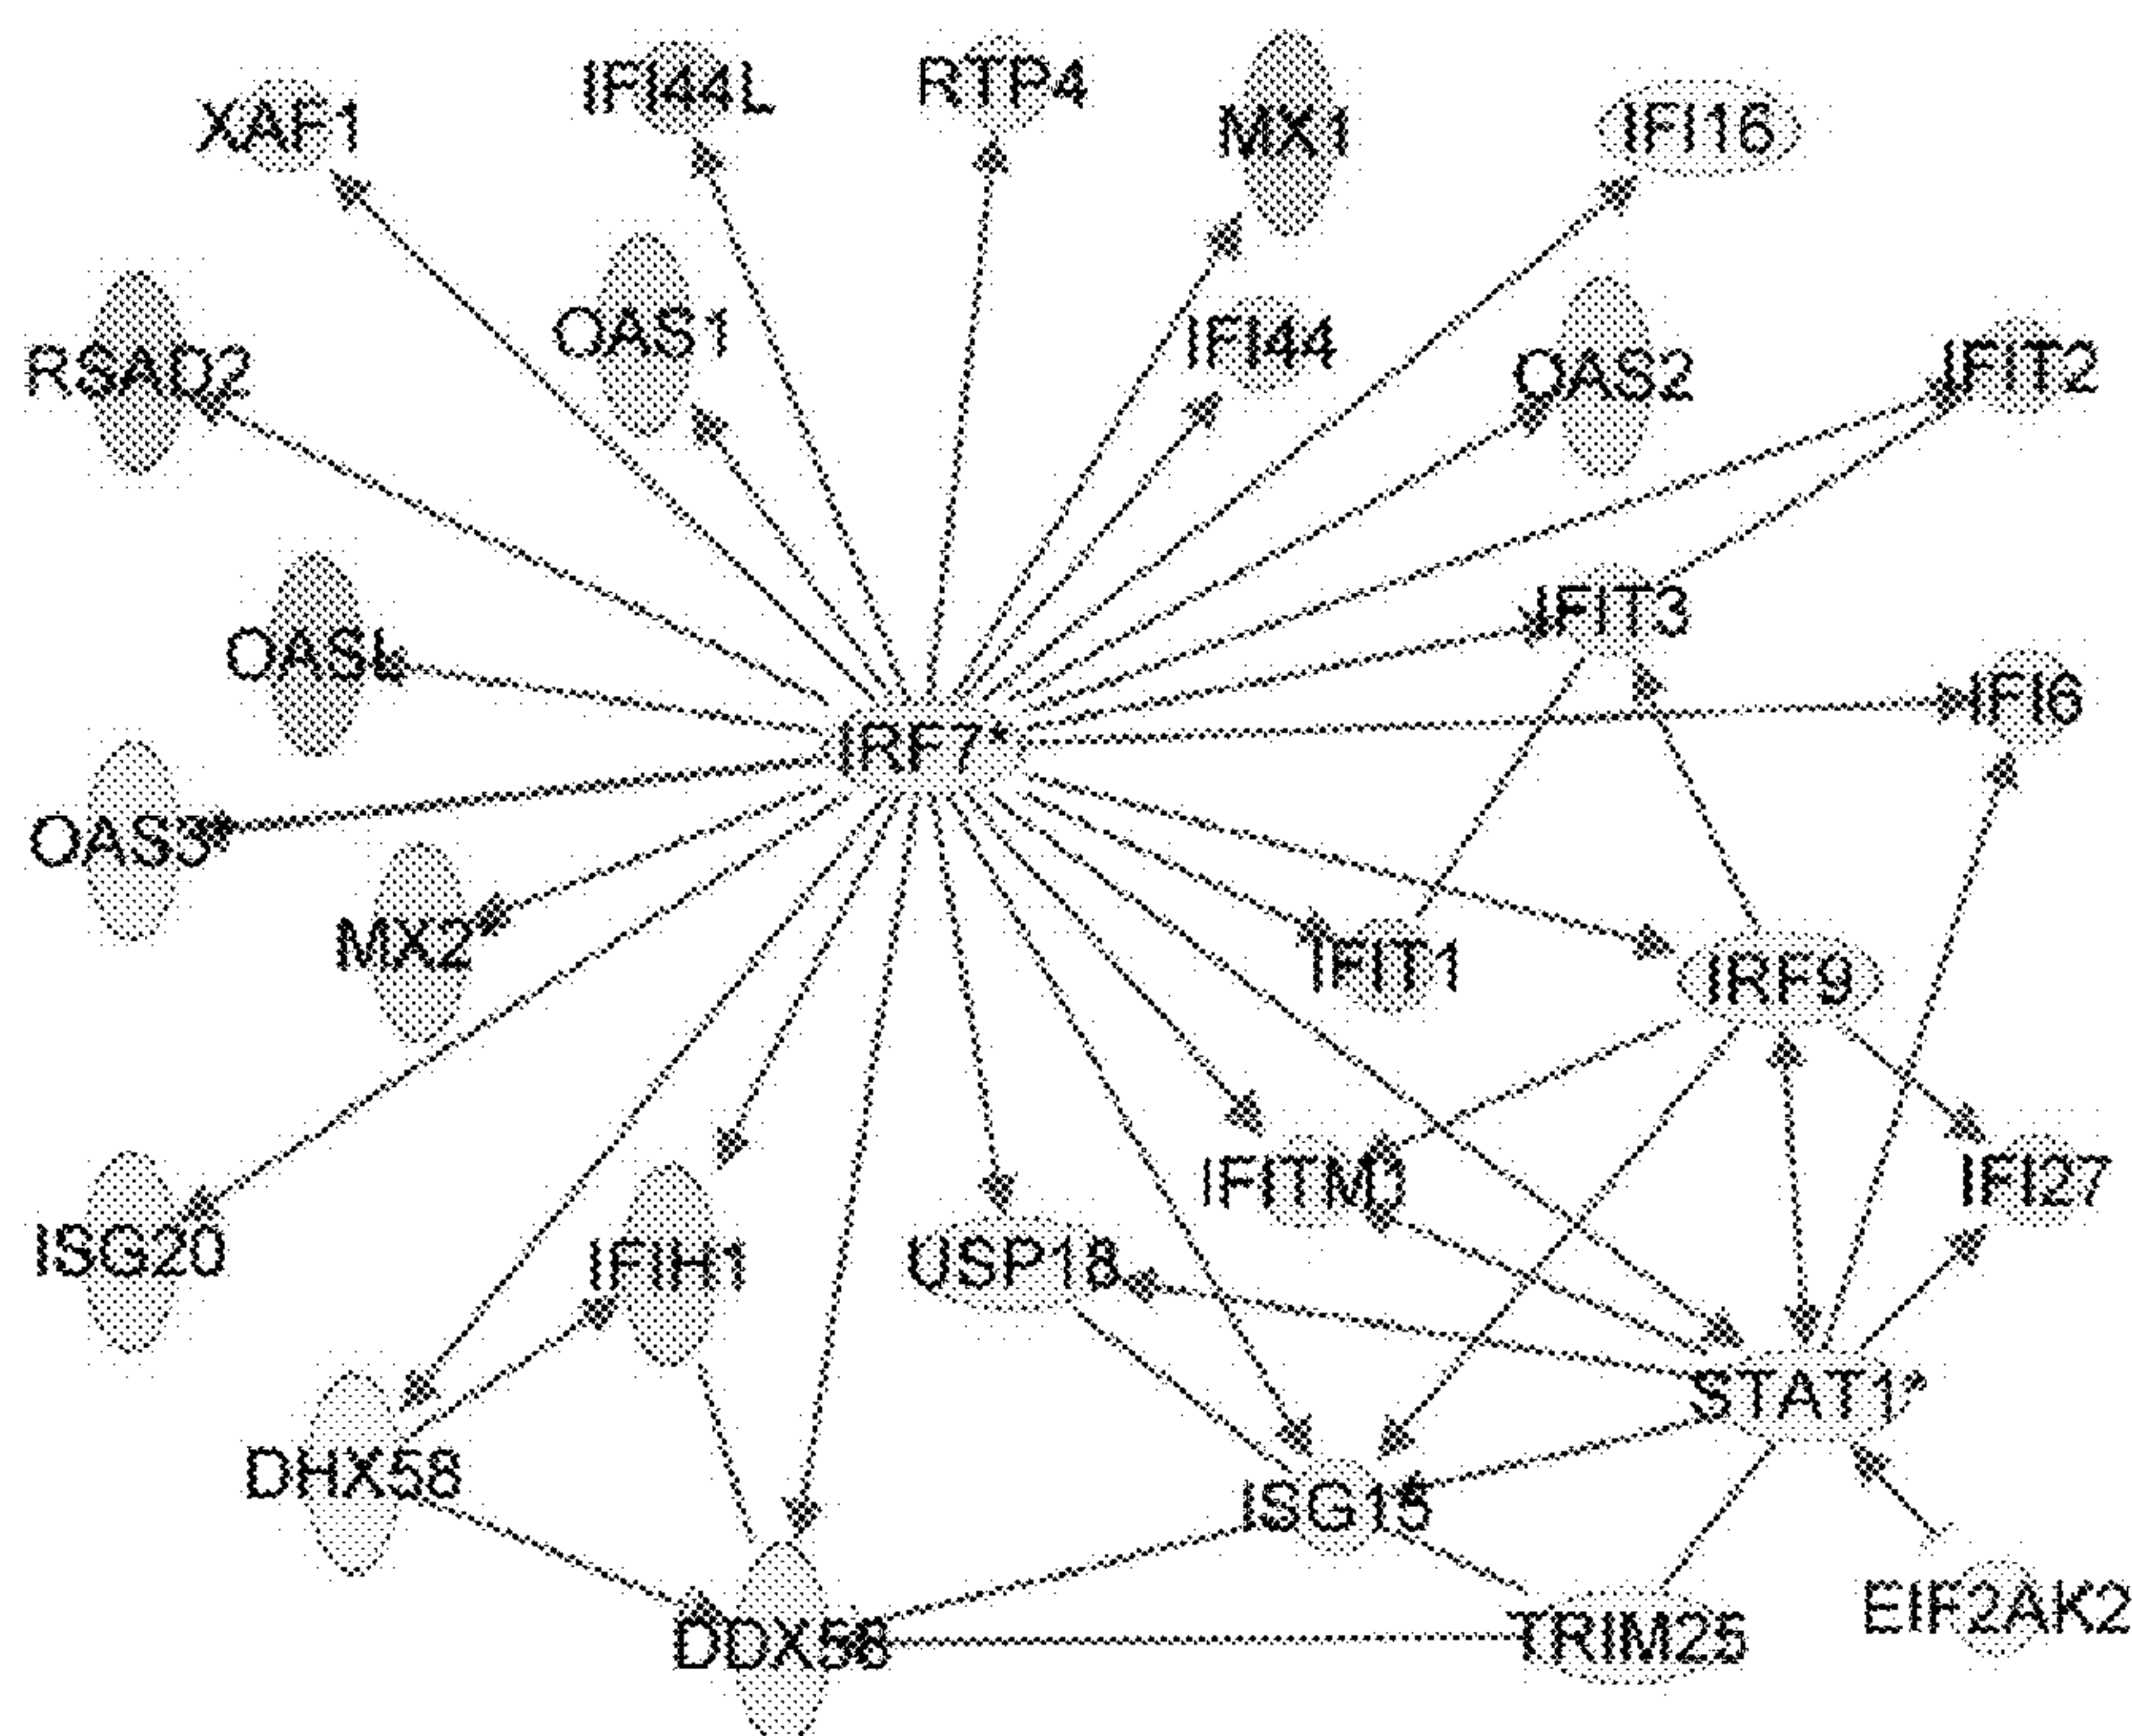 XAF1
IFI44L
RTP4
MX1
IFI16
RSAD2
OAS1
IFI44
OAS2
IFIT2
OASL
IFIT3
IFI6
IRF7*
OAS3*
MX2*
IFIT1
IRF9
ISG20
IFIH1
USP18
IFI27
STAT1*
DHX58
ISG15
DDX58
TRIM25
EIF2AK2